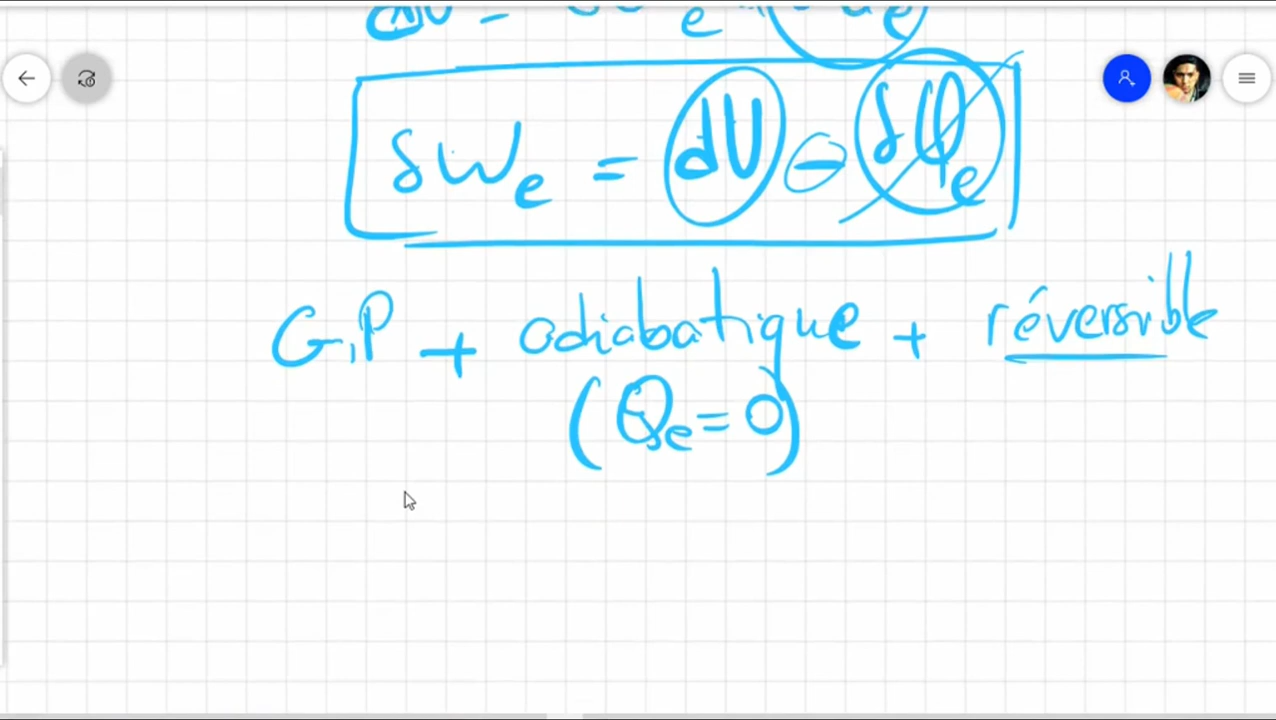 δW_e = dU - δQ_e
G.P + adiabatique + réversible
(Q_e = 0)